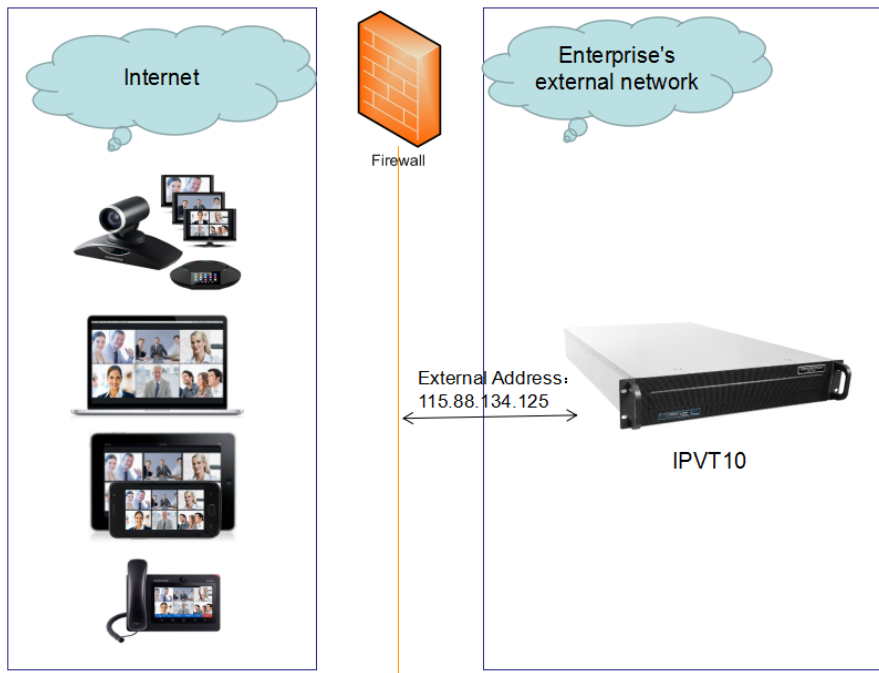 Internet
Enterprise's
external network
Firewall
External Address：
115.88.134.125
IPVT10